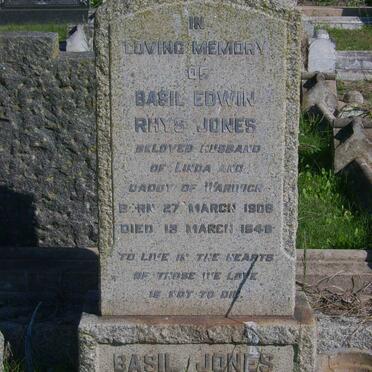 IN
LOVING MEMORY
OF
BASIL EDWIN
RHYS JONES
BELOVED HUSBAND
OF LINDA AND
DADDY OF WARWICK
BORN 27 MARCH 1906
DIED 13 MARCH 1948
TO LIVE IN THE HEARTS
OF THOSE WE LOVE
IS NOT TO DIE.
BASIL JONES